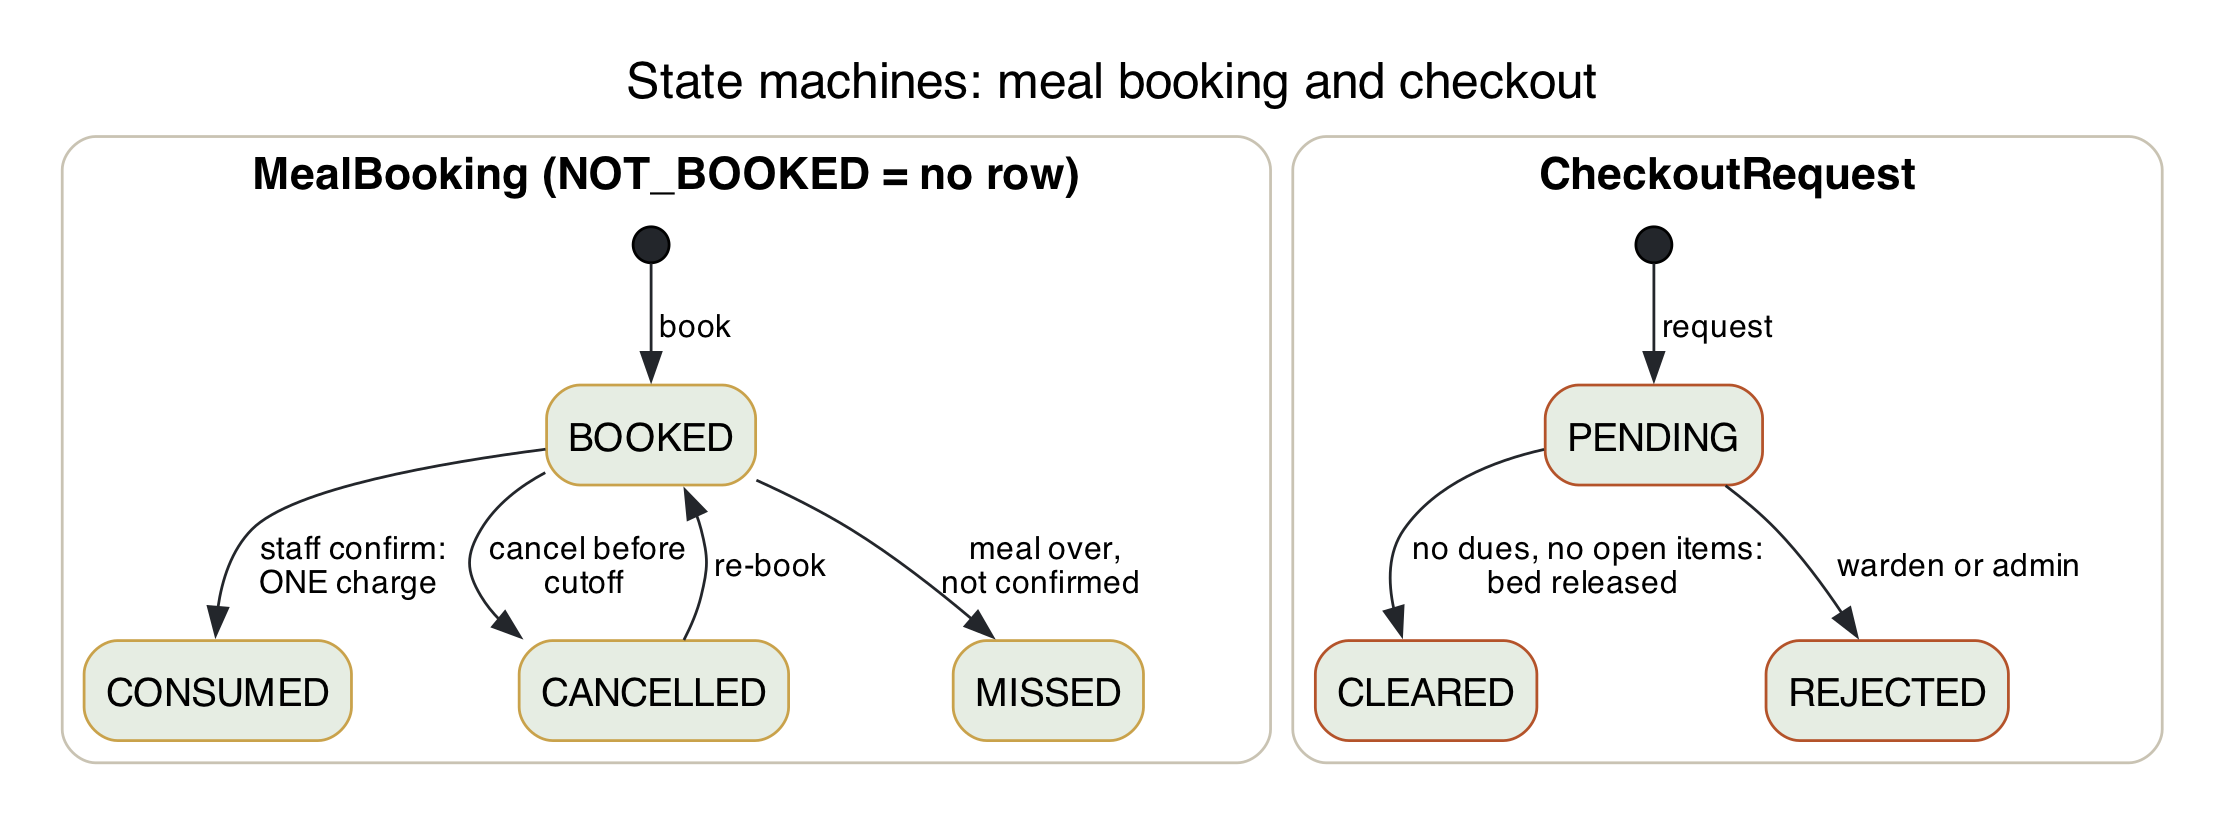 State machines: meal booking and checkout
MealBooking (NOT_BOOKED = no row)
book
BOOKED
staff confirm:
ONE charge
cancel before
cutoff
re-book
meal over,
not confirmed
CONSUMED
CANCELLED
MISSED
CheckoutRequest
request
PENDING
no dues, no open items:
bed released
warden or admin
CLEARED
REJECTED